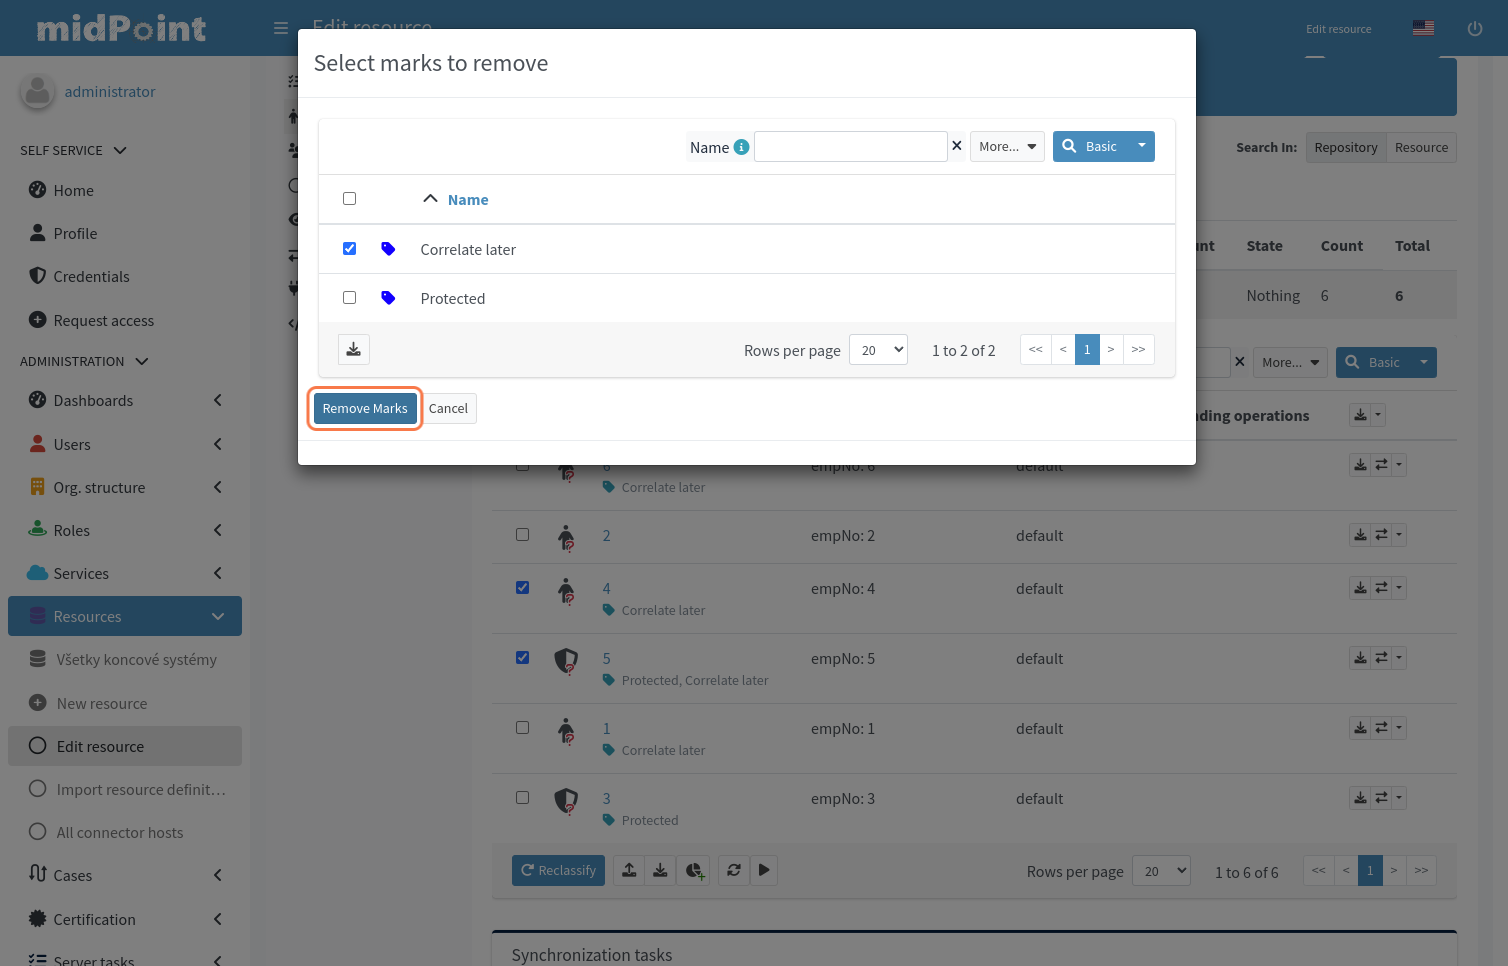 midPoint
Edit resource
Edit resource
administrator
SELF SERVICE
Home
Profile
Credentials
Request access
ADMINISTRATION
Dashboards
Users
Org. structure
Roles
Services
Resources
Všetky koncové systémy
New resource
Edit resource
Import resource definit...
All connector hosts
Cases
Certification
Server tasks
Select marks to remove
Name
More...
Basic
Name
Correlate later
Protected
Rows per page 20 1 to 2 of 2 << < 1 > >>
Remove Marks Cancel
Search In: Repository Resource
State Count Total
Nothing 6 6
More... Basic
operations
6 empNo: 6 default
Correlate later
2 empNo: 2 default
4 empNo: 4 default
Correlate later
5 empNo: 5 default
Protected, Correlate later
1 empNo: 1 default
Correlate later
3 empNo: 3 default
Protected
Reclassify Rows per page 20 1 to 6 of 6 << < 1 > >>
Synchronization tasks